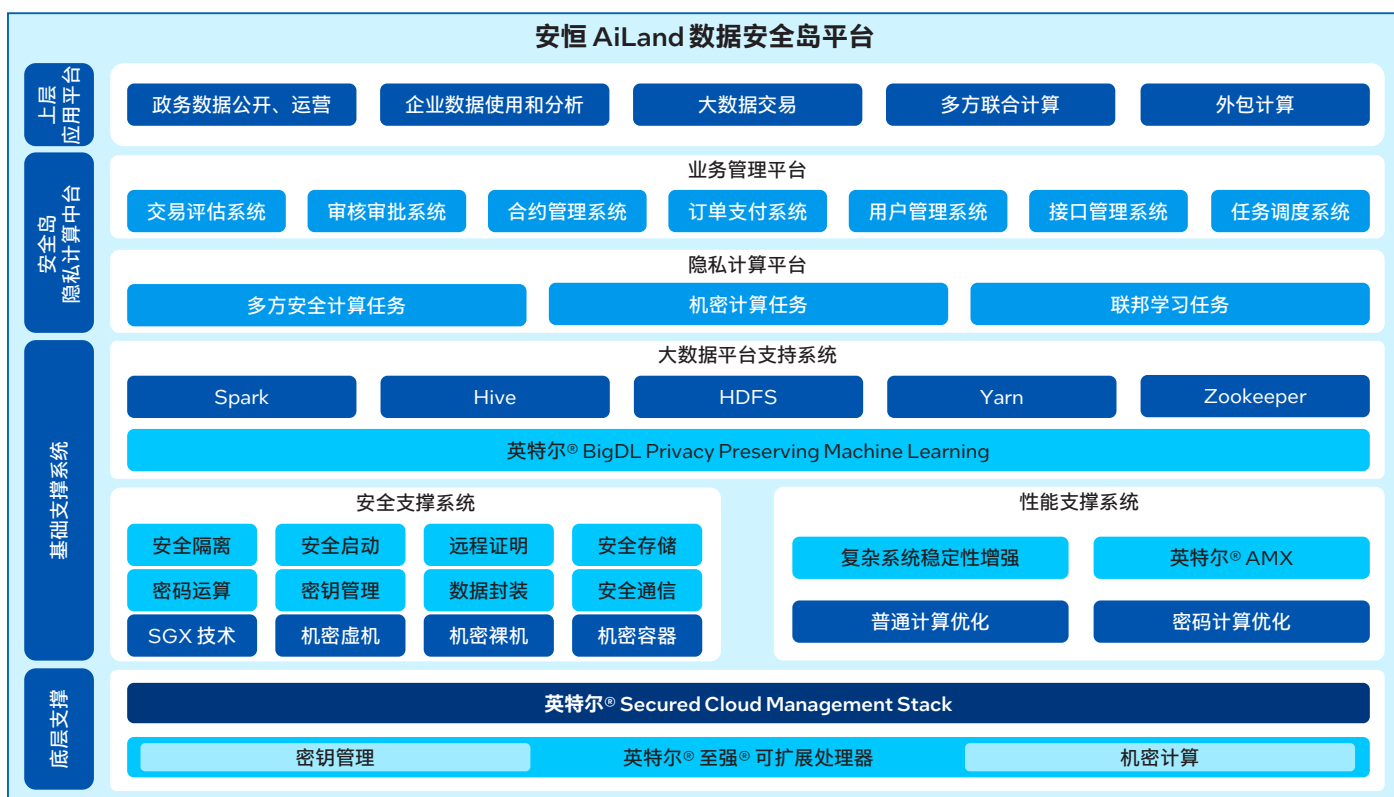 安恒 AiLand 数据安全岛平台
上层
应用平台
政务数据公开、运营
企业数据使用和分析
大数据交易
多方联合计算
外包计算
安全岛
隐私计算中台
业务管理平台
交易评估系统
审核审批系统
合约管理系统
订单支付系统
用户管理系统
接口管理系统
任务调度系统
隐私计算平台
多方安全计算任务
机密计算任务
联邦学习任务
基础支撑系统
大数据平台支持系统
Spark
Hive
HDFS
Yarn
Zookeeper
英特尔® BigDL Privacy Preserving Machine Learning
安全支撑系统
安全隔离
安全启动
远程证明
安全存储
密码运算
密钥管理
数据封装
安全通信
SGX 技术
机密虚机
机密裸机
机密容器
性能支撑系统
复杂系统稳定性增强
英特尔® AMX
普通计算优化
密码计算优化
底层支撑
英特尔® Secured Cloud Management Stack
密钥管理
英特尔® 至强® 可扩展处理器
机密计算